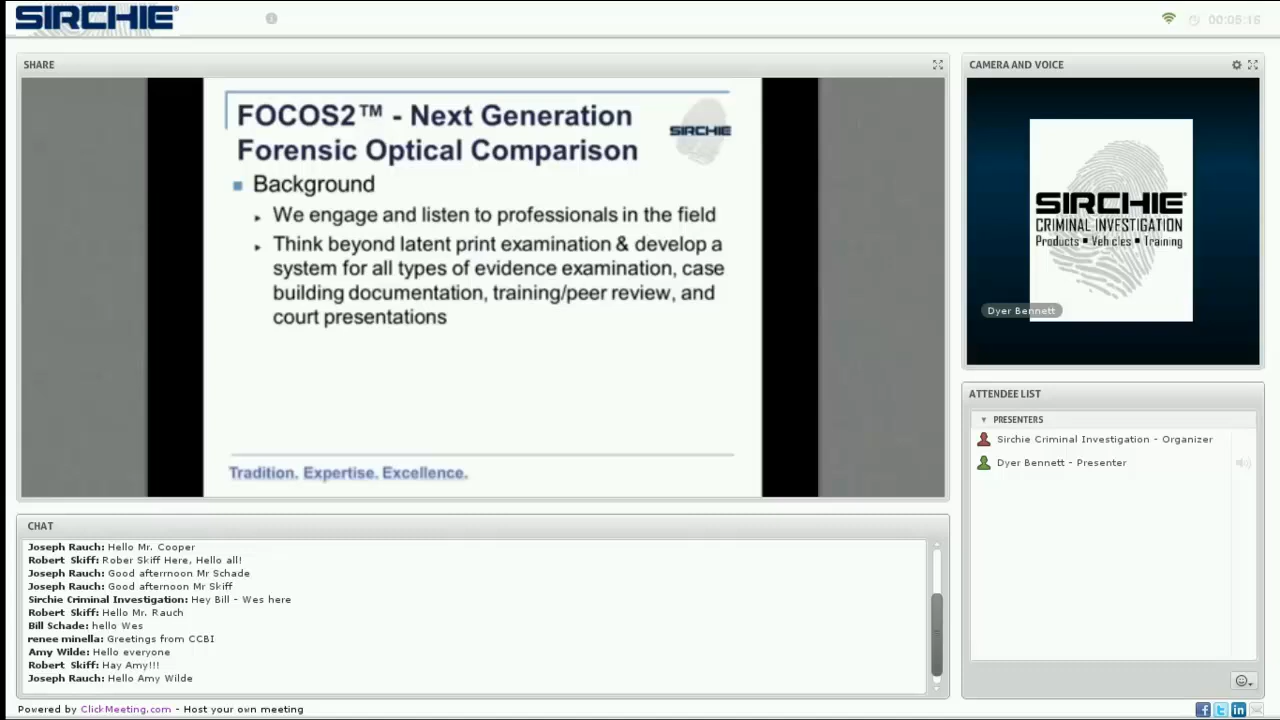 SIRCHIE®
00:05:16
SHARE
FOCOS2™ - Next Generation
Forensic Optical Comparison
SIRCHIE
Background
We engage and listen to professionals in the field
Think beyond latent print examination & develop a
system for all types of evidence examination, case
building documentation, training/peer review, and
court presentations
Tradition. Expertise. Excellence.
CAMERA AND VOICE
SIRCHIE®
CRIMINAL INVESTIGATION
Products ▪ Vehicles ▪ Training
Dyer Bennett
ATTENDEE LIST
PRESENTERS
Sirchie Criminal Investigation - Organizer
Dyer Bennett - Presenter
CHAT
Joseph Rauch: Hello Mr. Cooper
Robert Skiff: Rober Skiff Here, Hello all!
Joseph Rauch: Good afternoon Mr Schade
Joseph Rauch: Good afternoon Mr Skiff
Sirchie Criminal Investigation: Hey Bill - Wes here
Robert Skiff: Hello Mr. Rauch
Bill Schade: hello Wes
renee minella: Greetings from CCBI
Amy Wilde: Hello everyone
Robert Skiff: Hay Amy!!!
Joseph Rauch: Hello Amy Wilde
Powered by ClickMeeting.com - Host your own meeting